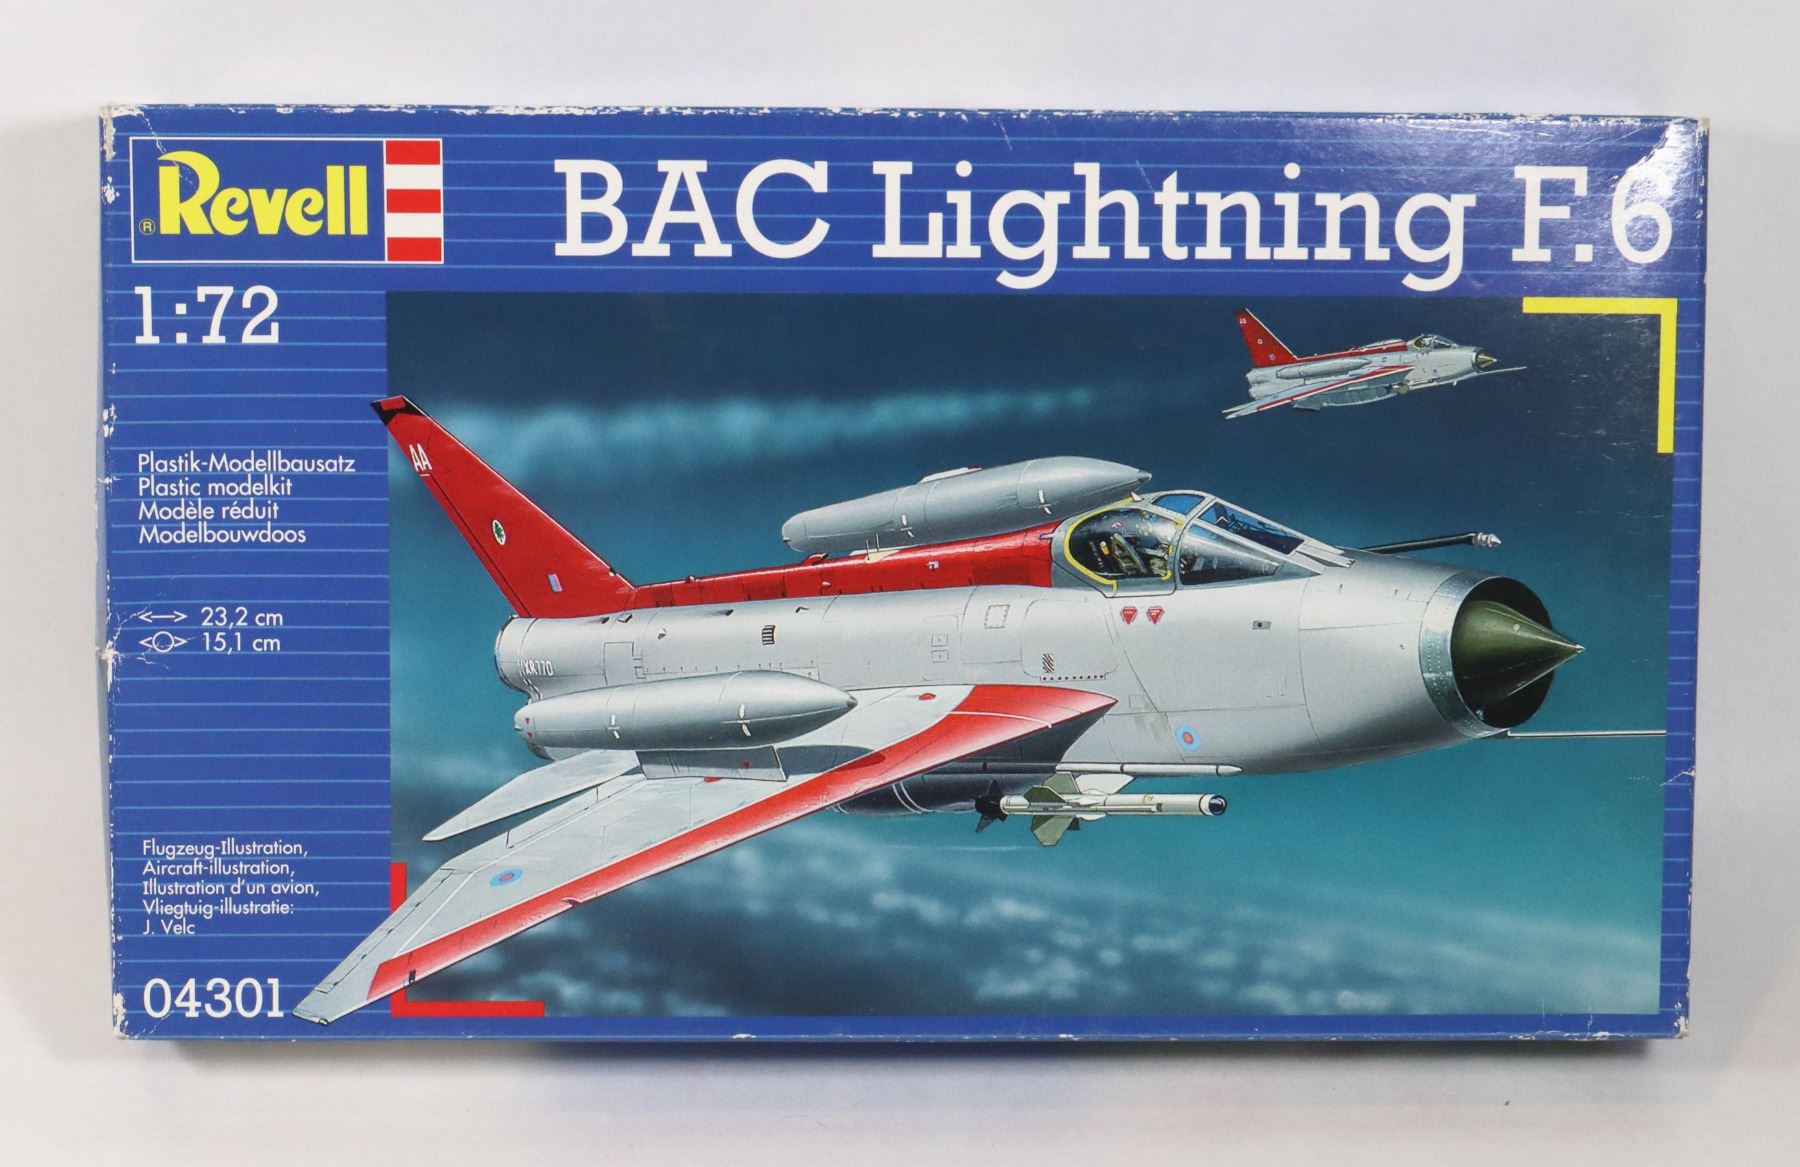 ® Revell
BAC Lightning F.6
1:72
Plastik-Modellbausatz
Plastic modelkit
Modèle réduit
Modelbouwdoos
23,2 cm
15,1 cm
Flugzeug-Illustration,
Aircraft-illustration,
Illustration d'un avion,
Vliegtuig-illustratie:
J. Velc
04301
AA
XR770